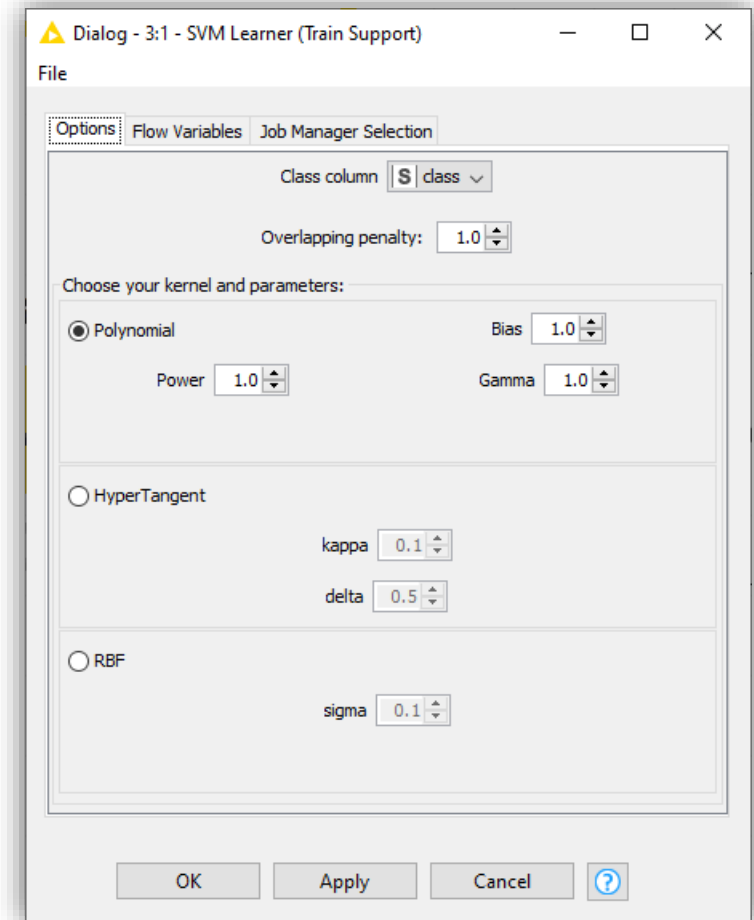 Dialog - 3:1 - SVM Learner (Train Support)
File
Options Flow Variables Job Manager Selection
Class column S class
Overlapping penalty: 1.0
Choose your kernel and parameters:
Polynomial Bias 1.0
Power 1.0 Gamma 1.0
HyperTangent
kappa 0.1
delta 0.5
RBF
sigma 0.1
OK Apply Cancel ?